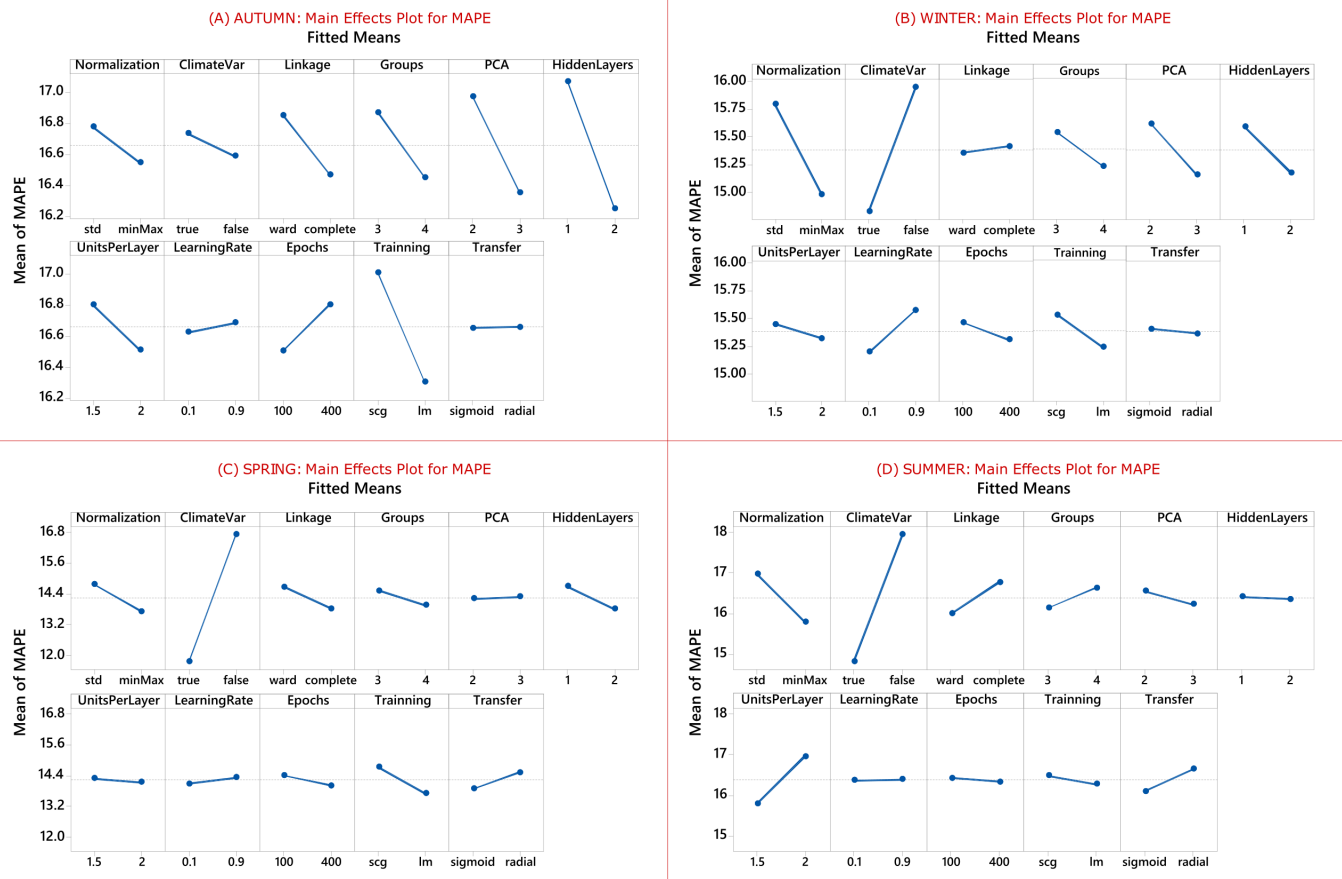 (A) AUTUMN: Main Effects Plot for MAPE
Fitted Means
Normalization ClimateVar Linkage Groups PCA HiddenLayers
17.0
16.8
16.6
16.4
16.2
std minMax true false ward complete 3 4 2 3 1 2
UnitsPerLayer LearningRate Epochs Trainning Transfer
17.0
16.8
16.6
16.4
16.2
1.5 2 0.1 0.9 100 400 scg lm sigmoid radial
Mean of MAPE
(B) WINTER: Main Effects Plot for MAPE
Fitted Means
Normalization ClimateVar Linkage Groups PCA HiddenLayers
16.00
15.75
15.50
15.25
15.00
std minMax true false ward complete 3 4 2 3 1 2
UnitsPerLayer LearningRate Epochs Trainning Transfer
16.00
15.75
15.50
15.25
15.00
1.5 2 0.1 0.9 100 400 scg lm sigmoid radial
Mean of MAPE
(C) SPRING: Main Effects Plot for MAPE
Fitted Means
Normalization ClimateVar Linkage Groups PCA HiddenLayers
16.8
15.6
14.4
13.2
12.0
std minMax true false ward complete 3 4 2 3 1 2
UnitsPerLayer LearningRate Epochs Trainning Transfer
16.8
15.6
14.4
13.2
12.0
1.5 2 0.1 0.9 100 400 scg lm sigmoid radial
Mean of MAPE
(D) SUMMER: Main Effects Plot for MAPE
Fitted Means
Normalization ClimateVar Linkage Groups PCA HiddenLayers
18
17
16
15
std minMax true false ward complete 3 4 2 3 1 2
UnitsPerLayer LearningRate Epochs Trainning Transfer
18
17
16
15
1.5 2 0.1 0.9 100 400 scg lm sigmoid radial
Mean of MAPE